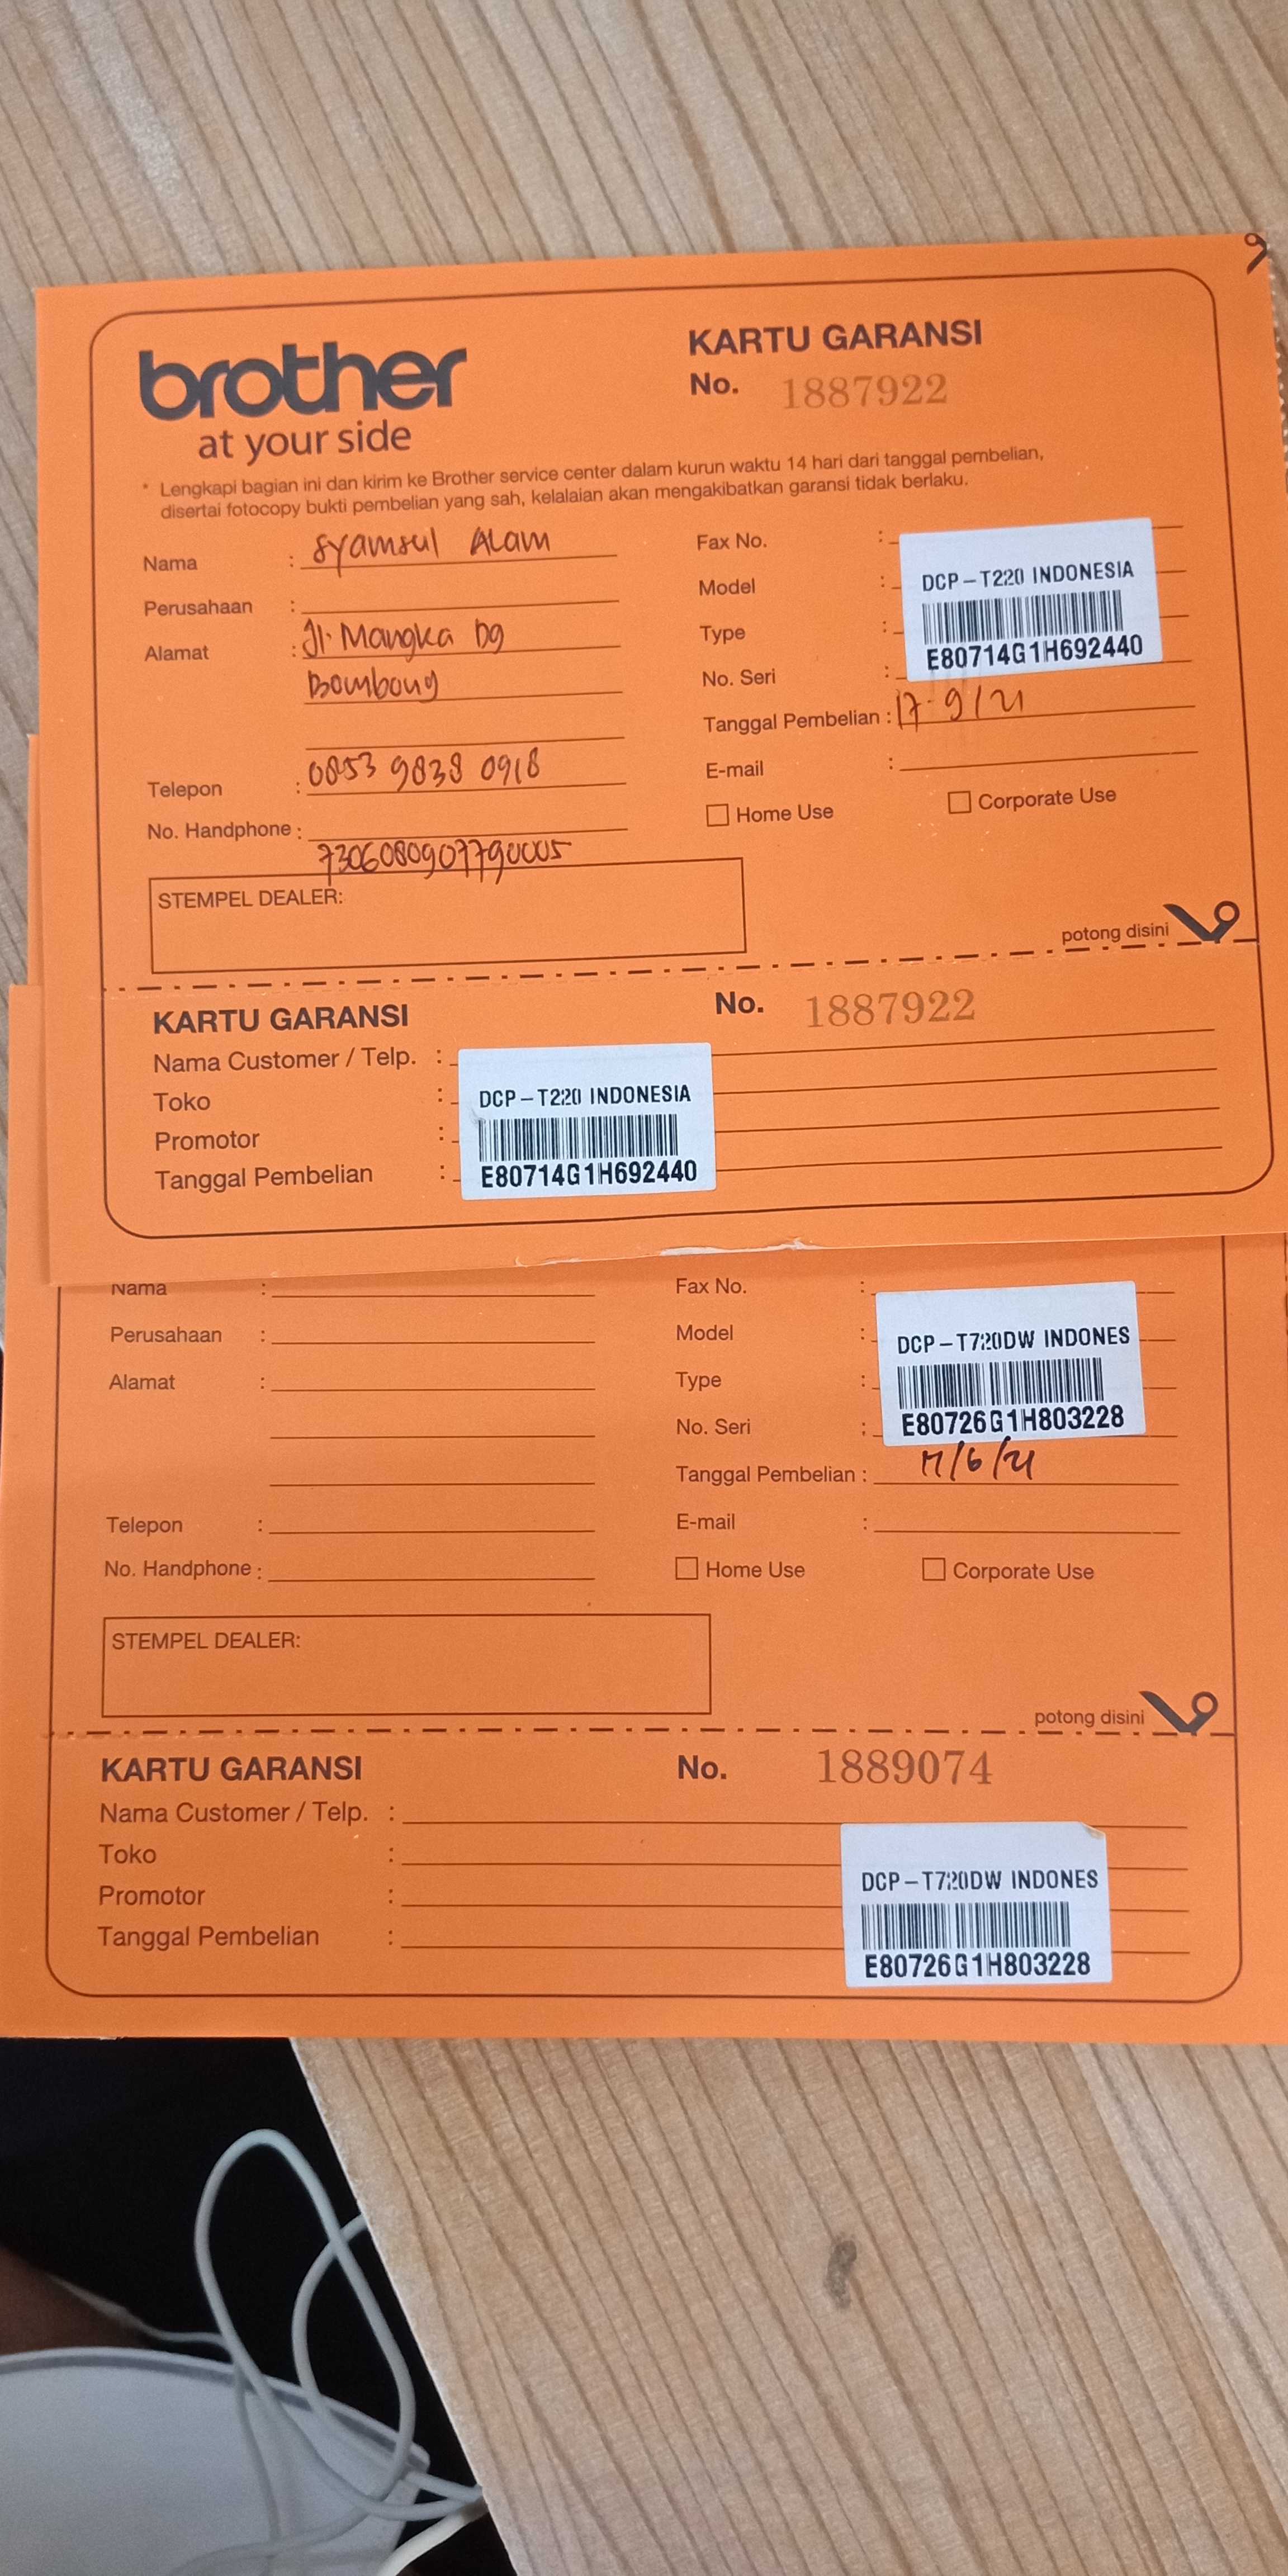 brother
at your side
KARTU GARANSI
No. 1887922
* Lengkapi bagian ini dan kirim ke Brother service center dalam kurun waktu 14 hari dari tanggal pembelian,
disertai fotocopy bukti pembelian yang sah, kelalaian akan mengakibatkan garansi tidak berlaku.
Nama : Syamsul Alam
Perusahaan :
Alamat : Jl. Mangka Dg
Bombong
Telepon : 0853 9838 0918
No. Handphone :
7306080907790005
Fax No. :
Model :
Type :
No. Seri :
DCP-T220 INDONESIA
E80714G1H692440
Tanggal Pembelian : 17-9/21
E-mail :
Home Use
Corporate Use
STEMPEL DEALER:
potong disini
KARTU GARANSI
No. 1887922
Nama Customer / Telp. :
Toko :
Promotor :
Tanggal Pembelian :
DCP-T220 INDONESIA
E80714G1H692440
Nama :
Perusahaan :
Alamat :
Telepon :
No. Handphone :
Fax No. :
Model :
Type :
No. Seri :
DCP-T720DW INDONES
E80726G1H803228
Tanggal Pembelian : 17/6/21
E-mail :
Home Use
Corporate Use
STEMPEL DEALER:
potong disini
KARTU GARANSI
No. 1889074
Nama Customer / Telp. :
Toko :
Promotor :
Tanggal Pembelian :
DCP-T720DW INDONES
E80726G1H803228